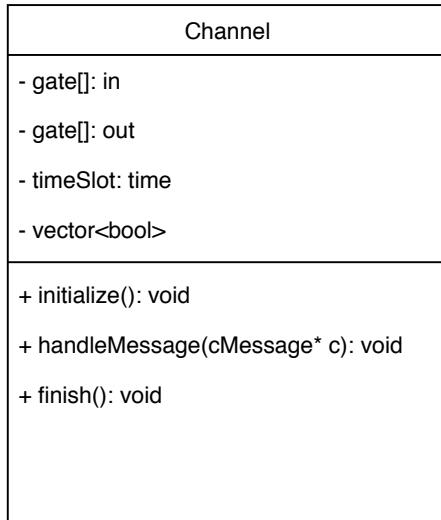 Channel
- gate[]: in
- gate[]: out
- timeSlot: time
- vector<bool>
+ initialize(): void
+ handleMessage(cMessage* c): void
+ finish(): void